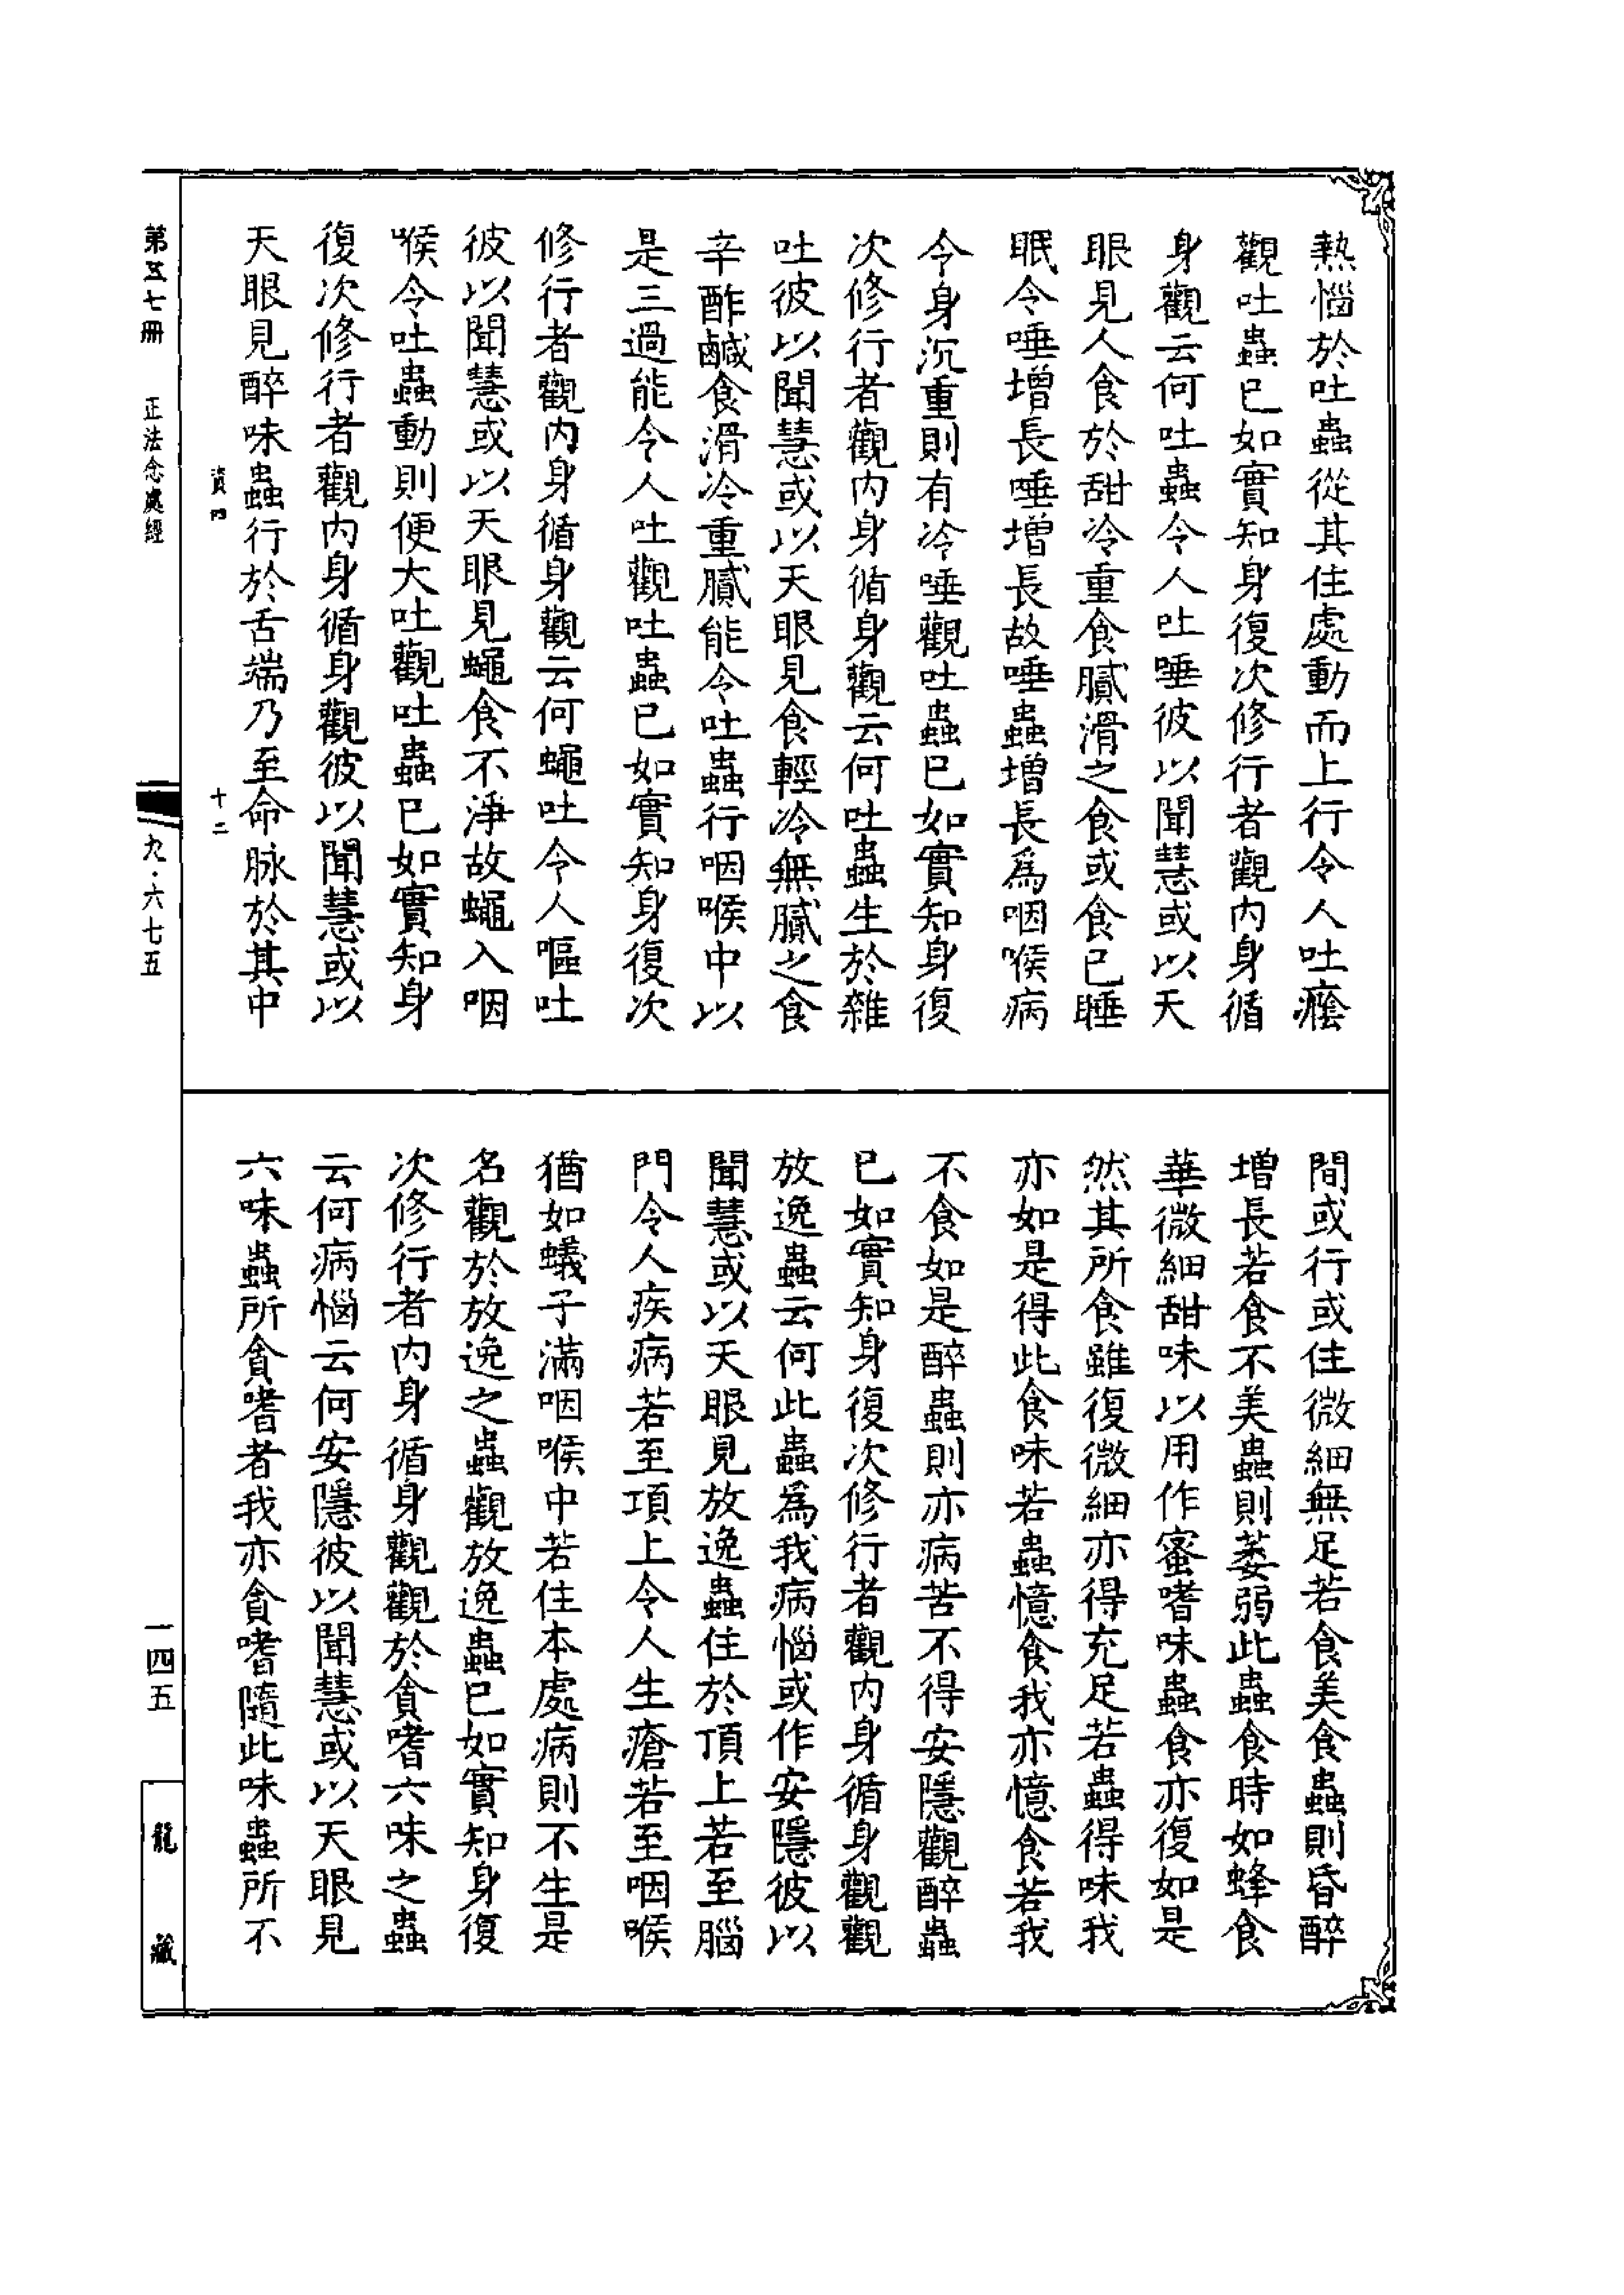 熱惱於吐蟲從其住處動而上行令人吐癊
觀吐蟲已如實知身復次修行者觀內身循
身觀云何吐蟲令人吐唾彼以聞慧或以天
眼見人食於甜冷重食膩滑之食或食已睡
眠令唾增長唾增長故唾蟲增長為咽喉病
令身沉重則有冷唾觀吐蟲已如實知身復
次修行者觀內身循身觀云何吐蟲生於雜
吐彼以聞慧或以天眼見食輕冷無膩之食
辛酢鹹食滑冷重膩能令吐蟲行咽喉中以
是三過能令人吐觀吐蟲已如實知身復次
修行者觀內身循身觀云何蠅吐令人嘔吐
彼以聞慧或以天眼見蠅食不淨故蠅入咽
喉令吐蟲動則便大吐觀吐蟲已如實知身
復次修行者觀內身循身觀彼以聞慧或以
天眼見醉味蟲行於舌端乃至命脉於其中
間或行或住微細無足若食美食蟲則昏醉
增長若食不美蟲則萎弱此蟲食時如蜂食
華微細甜味以用作蜜嗜味蟲食亦復如是
然其所食雖復微細亦得充足若蟲得味我
亦如是得此食味若蟲憶食我亦憶食若我
不食如是醉蟲則亦病苦不得安隱觀醉蟲
已如實知身復次修行者觀內身循身觀觀
放逸蟲云何此蟲為我病惱或作安隱彼以
聞慧或以天眼見放逸蟲住於頂上若至腦
門令人疾病若至項上令人生瘡若至咽喉
猶如蟻子滿咽喉中若住本處病則不生是
名觀於放逸之蟲觀放逸蟲已如實知身復
次修行者內身循身觀觀於貪嗜六味之蟲
云何病惱云何安隱彼以聞慧或以天眼見
六味蟲所貪嗜者我亦貪嗜隨此味蟲所不
資四
十二
第五七冊
正法念處經
九·六七五
一四五
龍藏